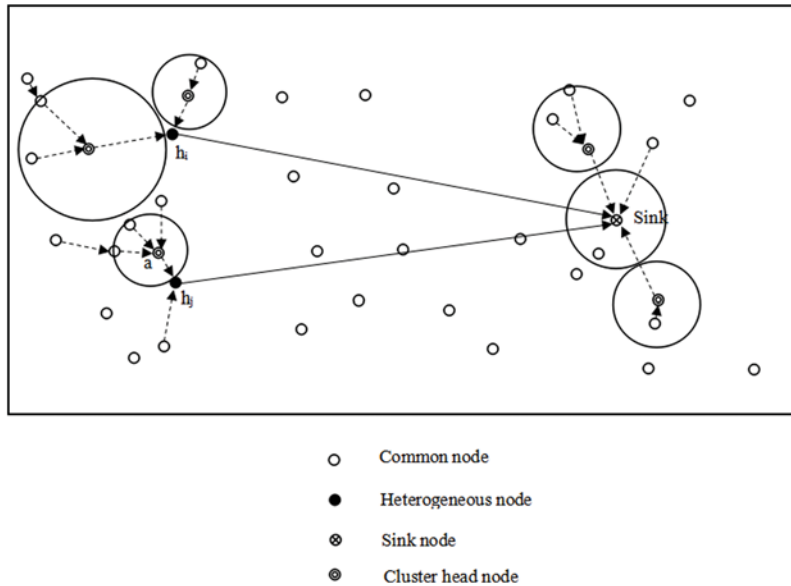 hᵢ
Sink
a
hⱼ
Common node
Heterogeneous node
Sink node
Cluster head node